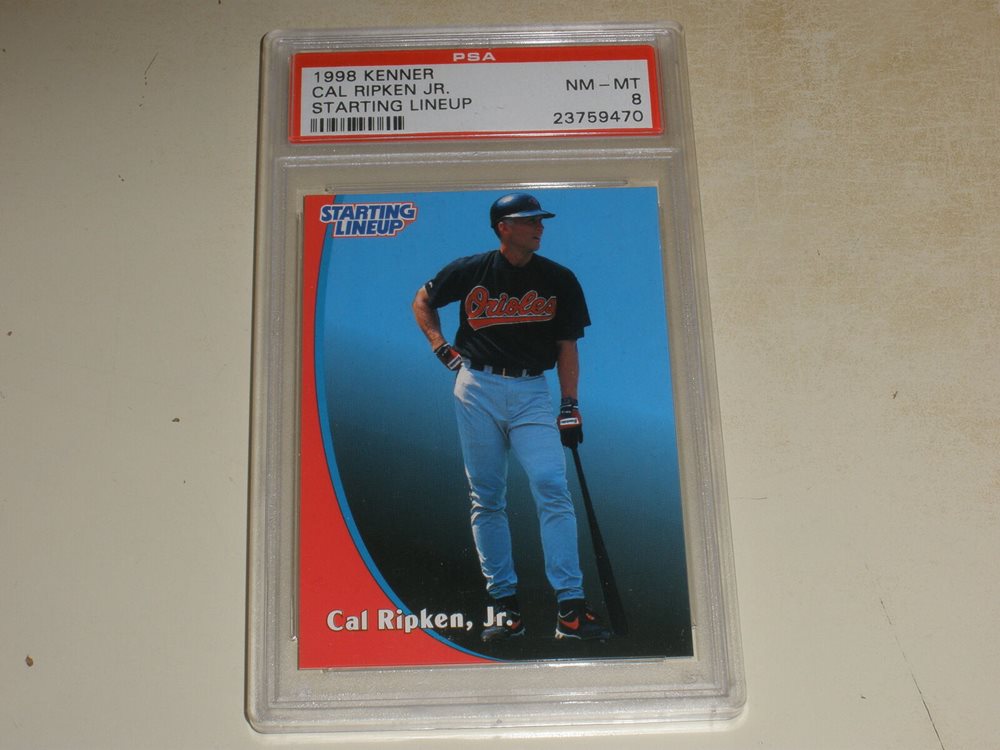 PSA
1998 KENNER
CAL RIPKEN JR.
STARTING LINEUP
NM - MT
8
23759470
STARTING
LINEUP
Orioles
Cal Ripken, Jr.